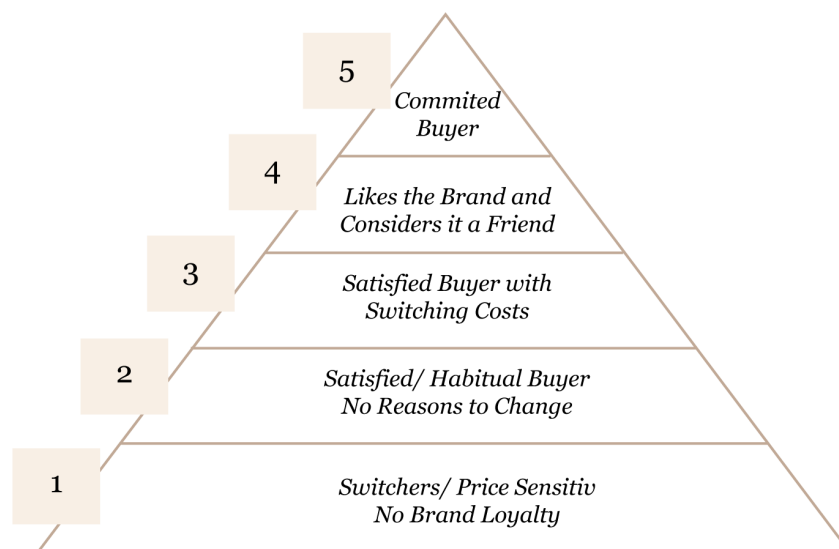 5
Commited
Buyer
4
Likes the Brand and
Considers it a Friend
3
Satisfied Buyer with
Switching Costs
2
Satisfied/ Habitual Buyer
No Reasons to Change
1
Switchers/ Price Sensitiv
No Brand Loyalty